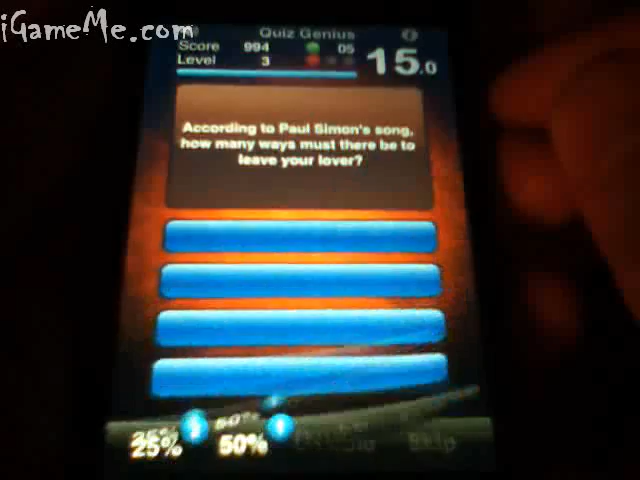 iGameMe.com
Quiz Genius
Score 994 05
Level 3
15.0
According to Paul Simon's song,
how many ways must there be to
leave your lover?
25% 50% Skip